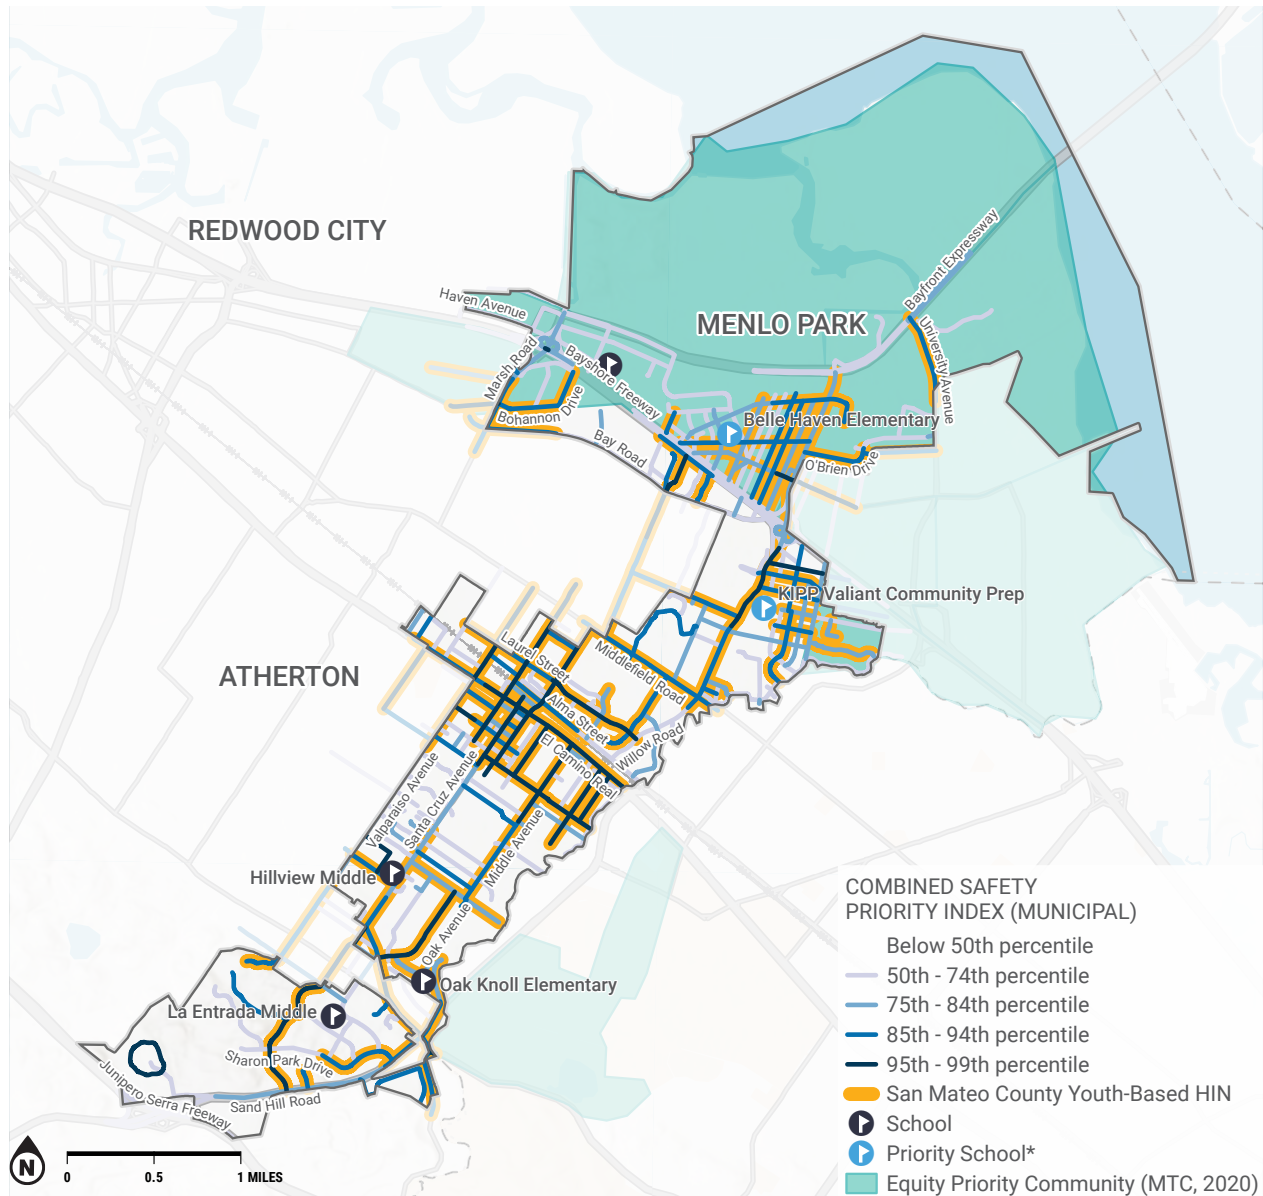 REDWOOD CITY
Haven Avenue
MENLO PARK
Bayfront Expressway
University Avenue
Marsh Road
Bayshore Freeway
Bohannon Drive
Bay Road
Belle Haven Elementary
O'Brien Drive
KIPP Valiant Community Prep
ATHERTON
Laurel Street
Middlefield Road
Alma Street
El Camino Real
Willow Road
Valparaiso Avenue
Santa Cruz Avenue
Middle Avenue
Hillview Middle
Oak Avenue
Oak Knoll Elementary
La Entrada Middle
Sharon Park Drive
Junipero Serra Freeway
Sand Hill Road
N
0 0.5 1 MILES
COMBINED SAFETY
PRIORITY INDEX (MUNICIPAL)
Below 50th percentile
50th - 74th percentile
75th - 84th percentile
85th - 94th percentile
95th - 99th percentile
San Mateo County Youth-Based HIN
School
Priority School*
Equity Priority Community (MTC, 2020)